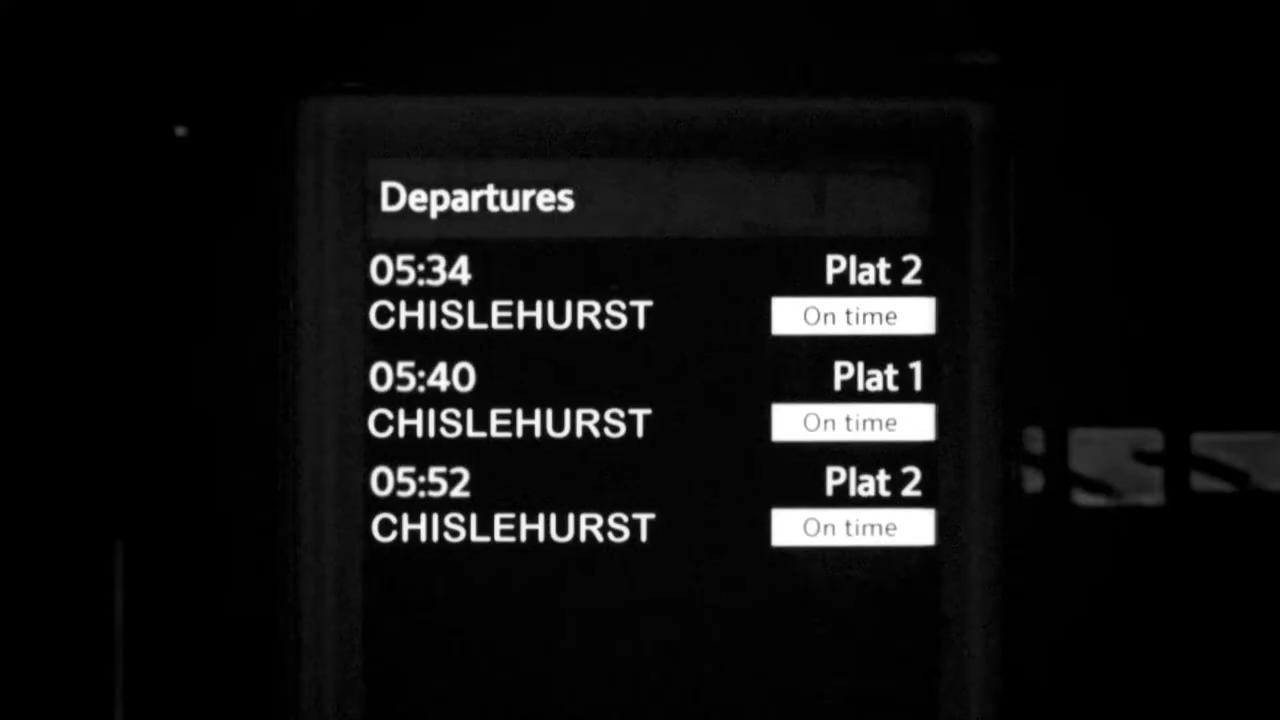 Departures
05:34 Plat 2
CHISLEHURST On time
05:40 Plat 1
CHISLEHURST On time
05:52 Plat 2
CHISLEHURST On time